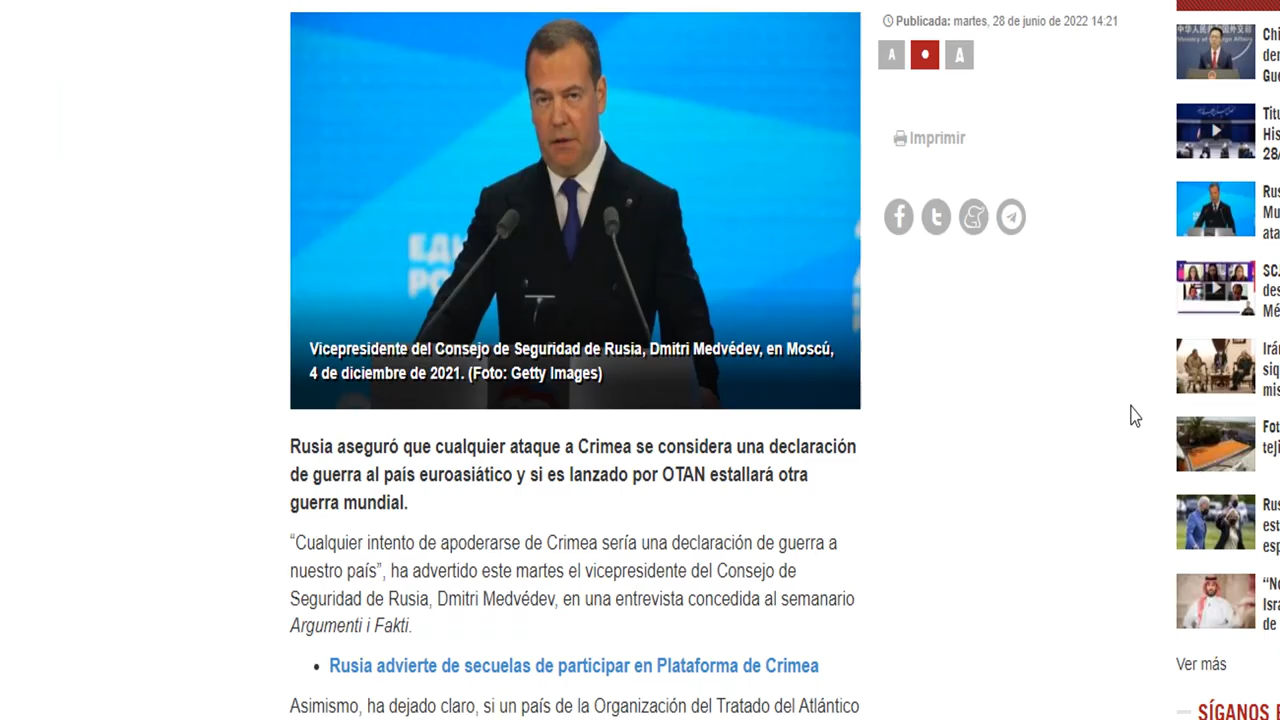 Publicada: martes, 28 de junio de 2022 14:21
A
A
Imprimir
Vicepresidente del Consejo de Seguridad de Rusia, Dmitri Medvédev, en Moscú,
4 de diciembre de 2021. (Foto: Getty Images)
Rusia aseguró que cualquier ataque a Crimea se considera una declaración
de guerra al país euroasiático y si es lanzado por OTAN estallará otra
guerra mundial.
“Cualquier intento de apoderarse de Crimea sería una declaración de guerra a
nuestro país”, ha advertido este martes el vicepresidente del Consejo de
Seguridad de Rusia, Dmitri Medvédev, en una entrevista concedida al semanario
Argumenti i Fakti.
• Rusia advierte de secuelas de participar en Plataforma de Crimea
Asimismo, ha dejado claro, si un país de la Organización del Tratado del Atlántico
28/
Ver más
SÍGANOS